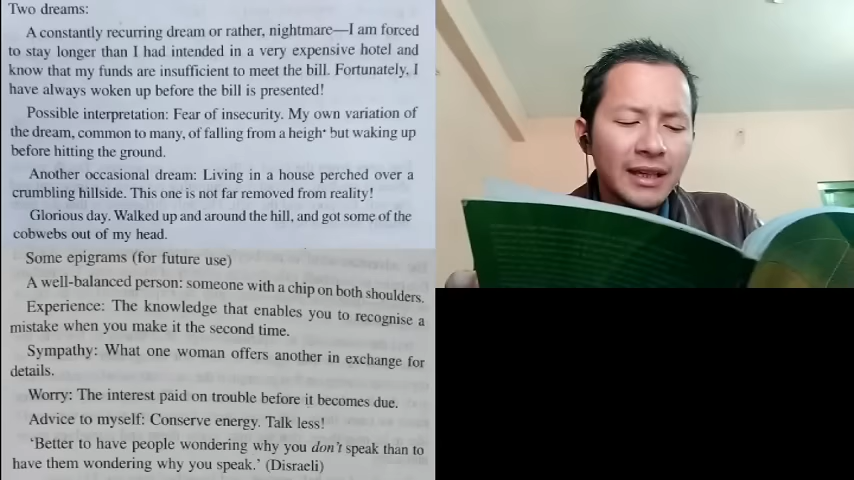 Two dreams:
A constantly recurring dream or rather, nightmare—I am forced
to stay longer than I had intended in a very expensive hotel and
know that my funds are insufficient to meet the bill. Fortunately, I
have always woken up before the bill is presented!
Possible interpretation: Fear of insecurity. My own variation of
the dream, common to many, of falling from a heigh but waking up
before hitting the ground.
Another occasional dream: Living in a house perched over a
crumbling hillside. This one is not far removed from reality!
Glorious day. Walked up and around the hill, and got some of the
cobwebs out of my head.
Some epigrams (for future use)
A well-balanced person: someone with a chip on both shoulders.
Experience: The knowledge that enables you to recognise a
mistake when you make it the second time.
Sympathy: What one woman offers another in exchange for
details.
Worry: The interest paid on trouble before it becomes due.
Advice to myself: Conserve energy. Talk less!
‘Better to have people wondering why you don't speak than to
have them wondering why you speak.’ (Disraeli)